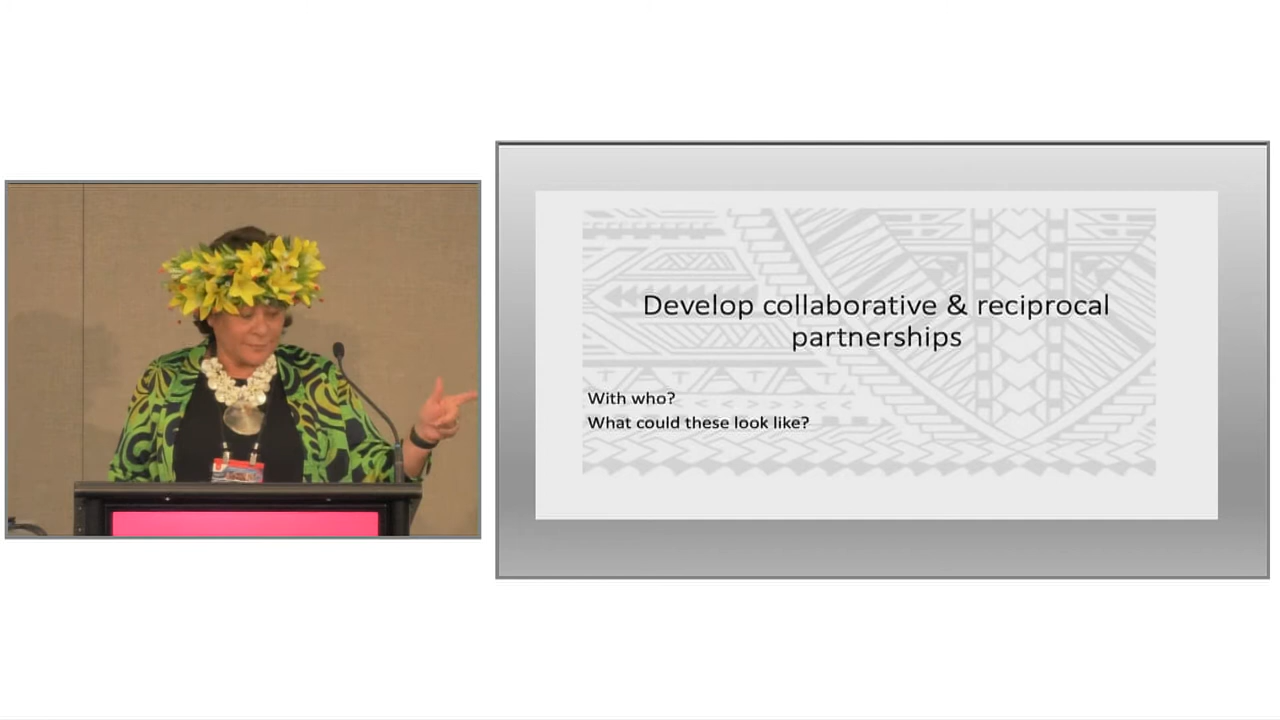 Develop collaborative & reciprocal
partnerships
With who?
What could these look like?